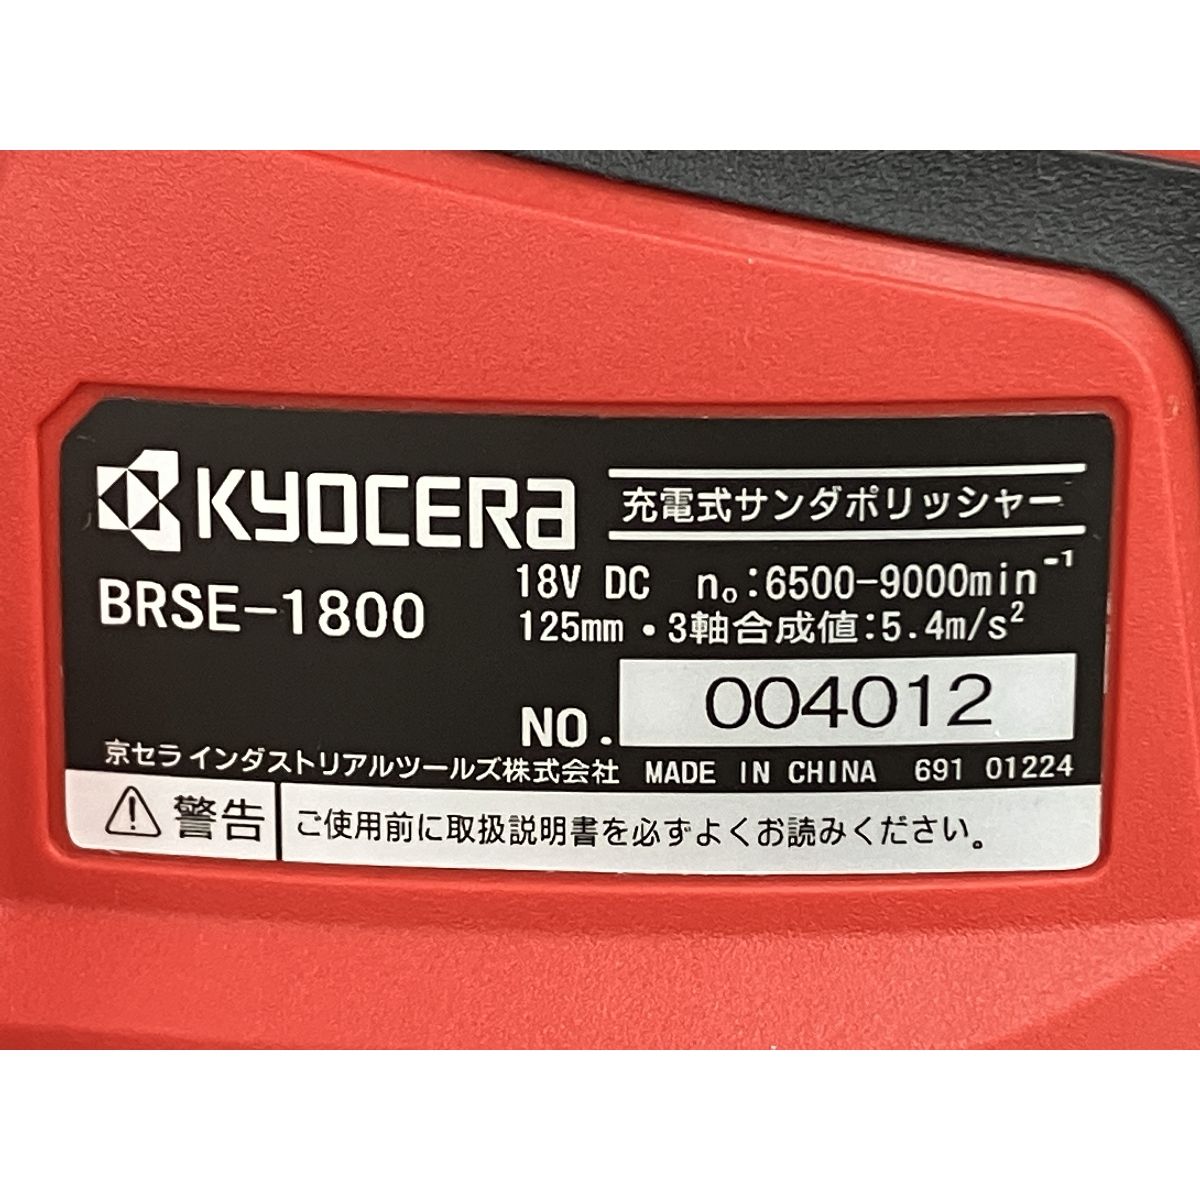 KYOCERA
充電式サンダポリッシャー
BRSE-1800
18V DC n₀:6500-9000min⁻¹
125mm・3軸合成値:5.4m/s²
NO. 004012
京セラ インダストリアルツールズ株式会社 MADE IN CHINA 691 01224
警告 ご使用前に取扱説明書を必ずよくお読みください。